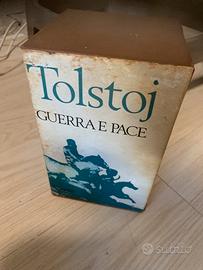 Tolstoj
GUERRA E PACE
subito